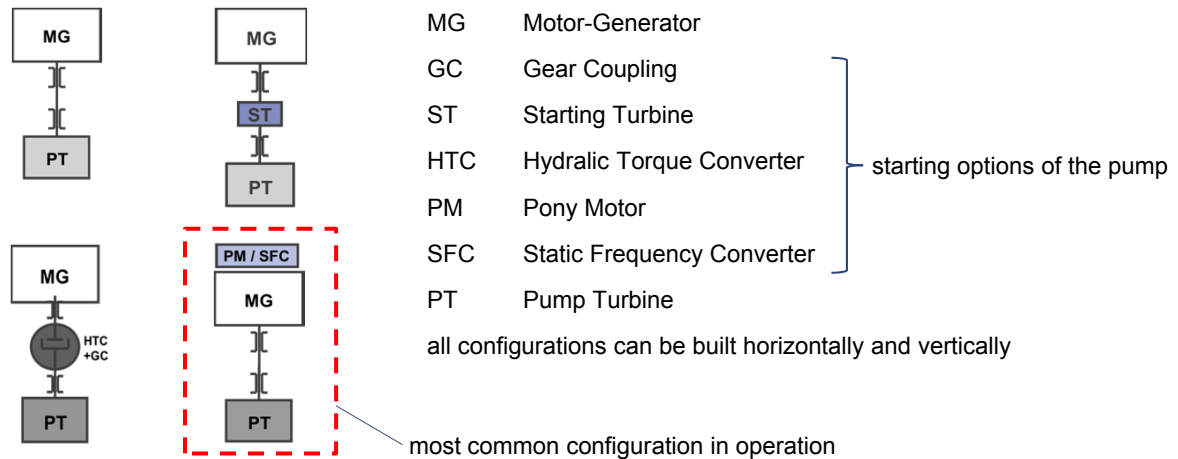 MG
PT
MG
ST
PT
MG
HTC
+GC
PT
PM / SFC
MG
PT
MG Motor-Generator
GC Gear Coupling
ST Starting Turbine
HTC Hydralic Torque Converter
PM Pony Motor
SFC Static Frequency Converter
PT Pump Turbine
starting options of the pump
all configurations can be built horizontally and vertically
most common configuration in operation